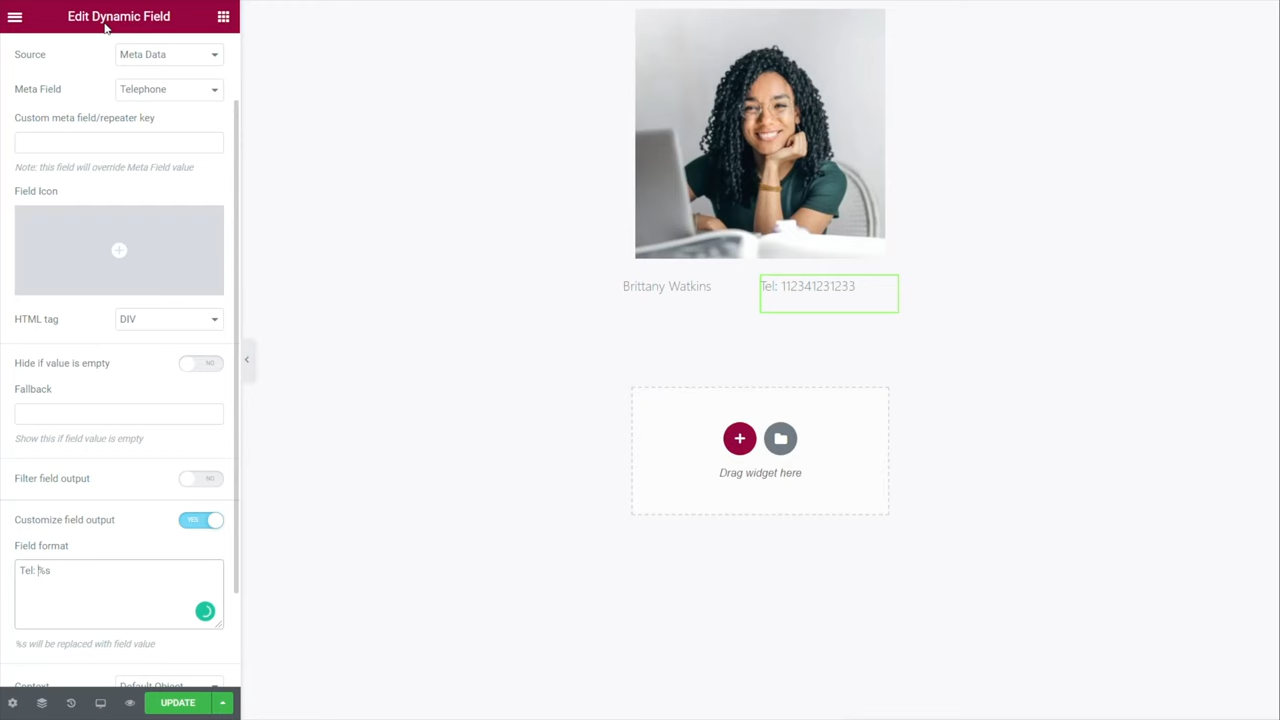 Edit Dynamic Field
Source
Meta Data
Meta Field
Telephone
Custom meta field/repeater key
Note: this field will override Meta Field value
Field Icon
HTML tag
DIV
Hide if value is empty
NO
Fallback
Show this if field value is empty
Filter field output
NO
Customize field output
YES
Field format
Tel: %s
%s will be replaced with field value
Context
Default Object
UPDATE
Brittany Watkins
Tel: 112341231233
Drag widget here